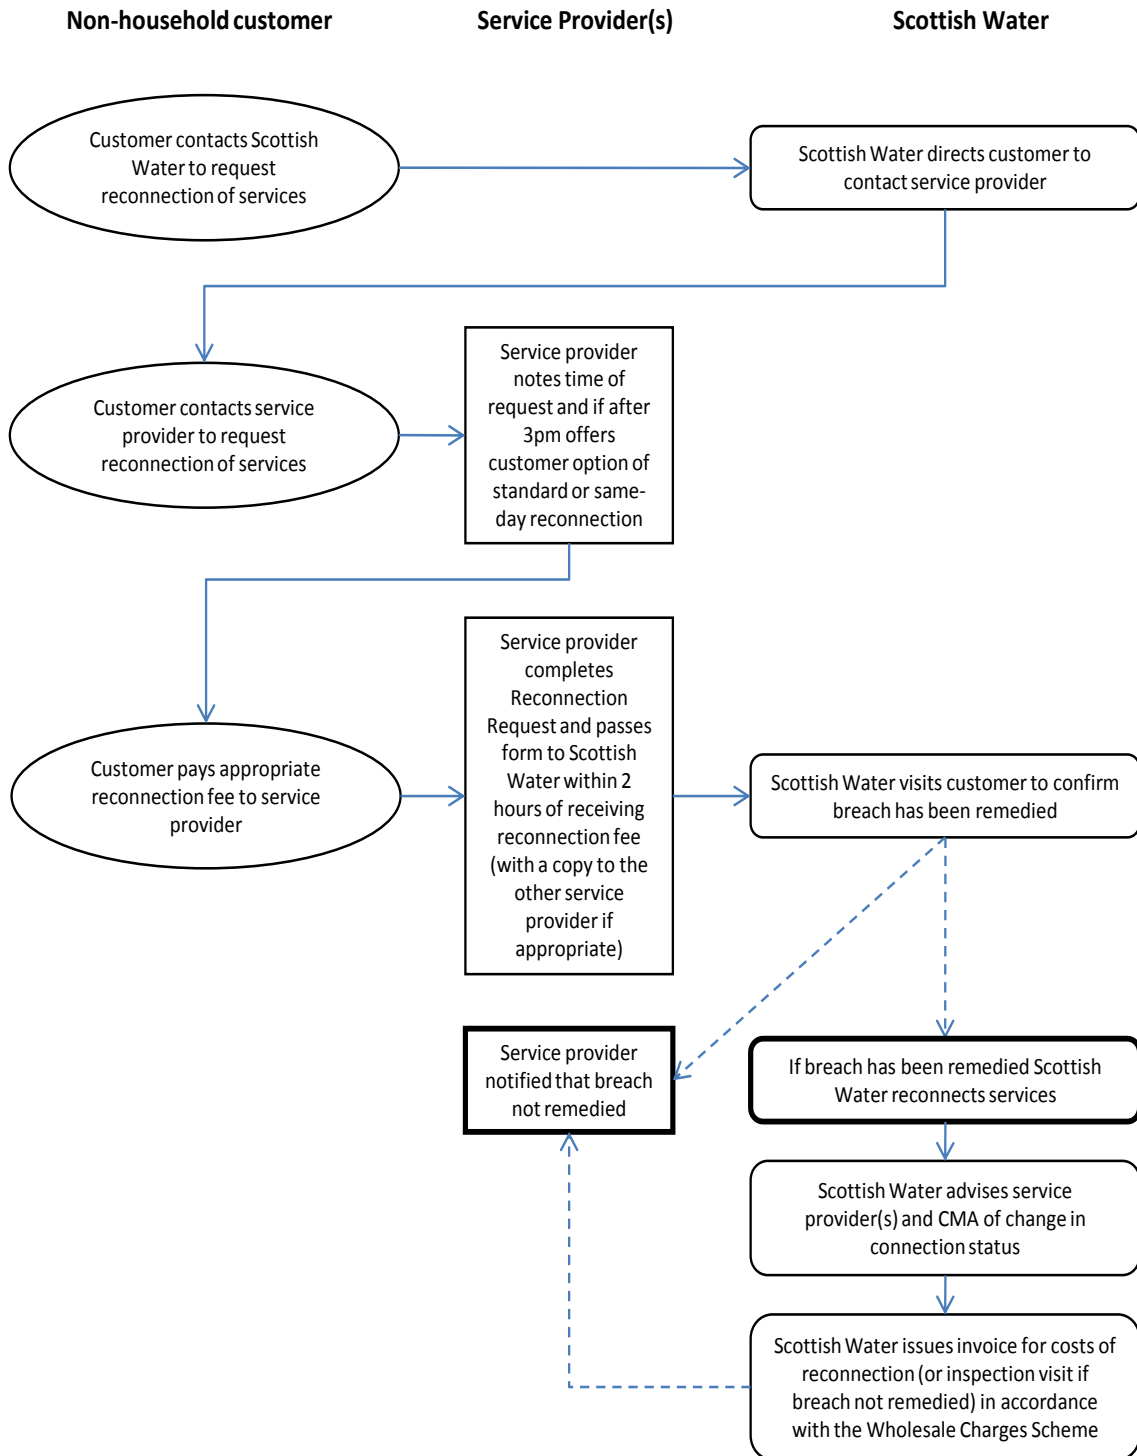 Non-household customer
Service Provider(s)
Scottish Water
Customer contacts Scottish
Water to request
reconnection of services
Scottish Water directs customer to
contact service provider
Customer contacts service
provider to request
reconnection of services
Service provider
notes time of
request and if after
3pm offers
customer option of
standard or same-
day reconnection
Customer pays appropriate
reconnection fee to service
provider
Service provider
completes
Reconnection
Request and passes
form to Scottish
Water within 2
hours of receiving
reconnection fee
(with a copy to the
other service
provider if
appropriate)
Scottish Water visits customer to confirm
breach has been remedied
Service provider
notified that breach
not remedied
If breach has been remedied Scottish
Water reconnects services
Scottish Water advises service
provider(s) and CMA of change in
connection status
Scottish Water issues invoice for costs of
reconnection (or inspection visit if
breach not remedied) in accordance
with the Wholesale Charges Scheme